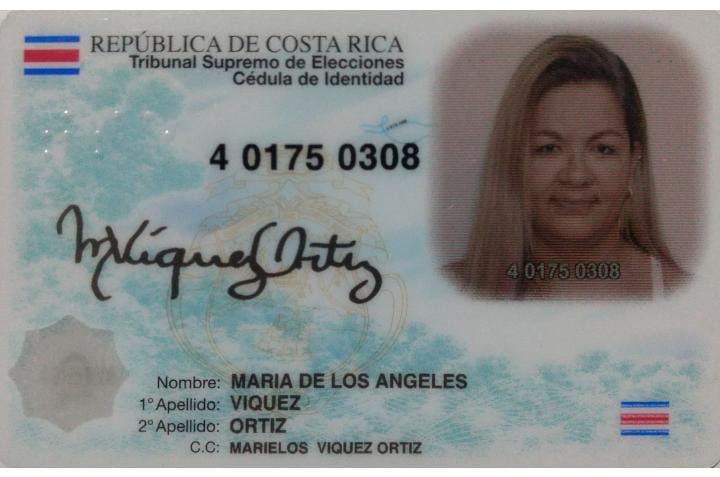 REPÚBLICA DE COSTA RICA
Tribunal Supremo de Elecciones
Cédula de Identidad
4 0175 0308
MVíquez Ortiz
4 0175 0308
Nombre: MARIA DE LOS ANGELES
1° Apellido: VIQUEZ
2° Apellido: ORTIZ
C.C: MARIELOS VIQUEZ ORTIZ